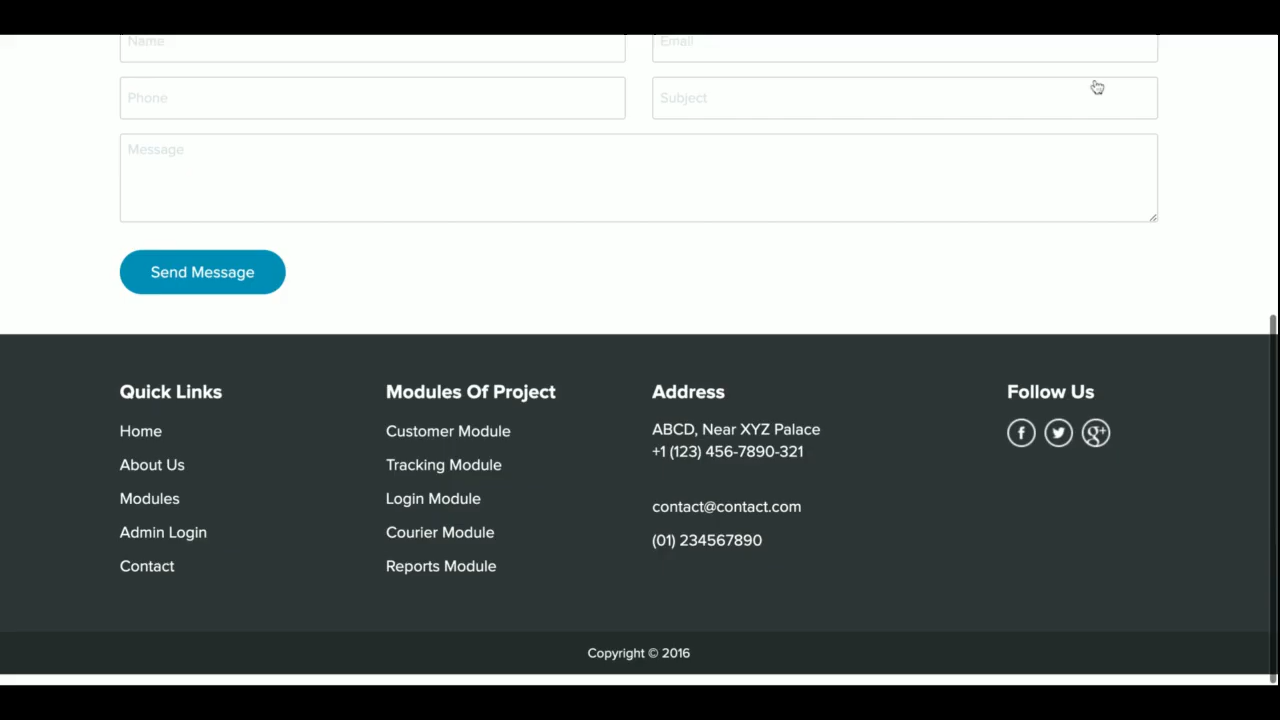 Name
Email
Phone
Subject
Message
Send Message
Quick Links
Home
About Us
Modules
Admin Login
Contact
Modules Of Project
Customer Module
Tracking Module
Login Module
Courier Module
Reports Module
Address
ABCD, Near XYZ Palace
+1 (123) 456-7890-321
contact@contact.com
(01) 234567890
Follow Us
f
g+
Copyright © 2016